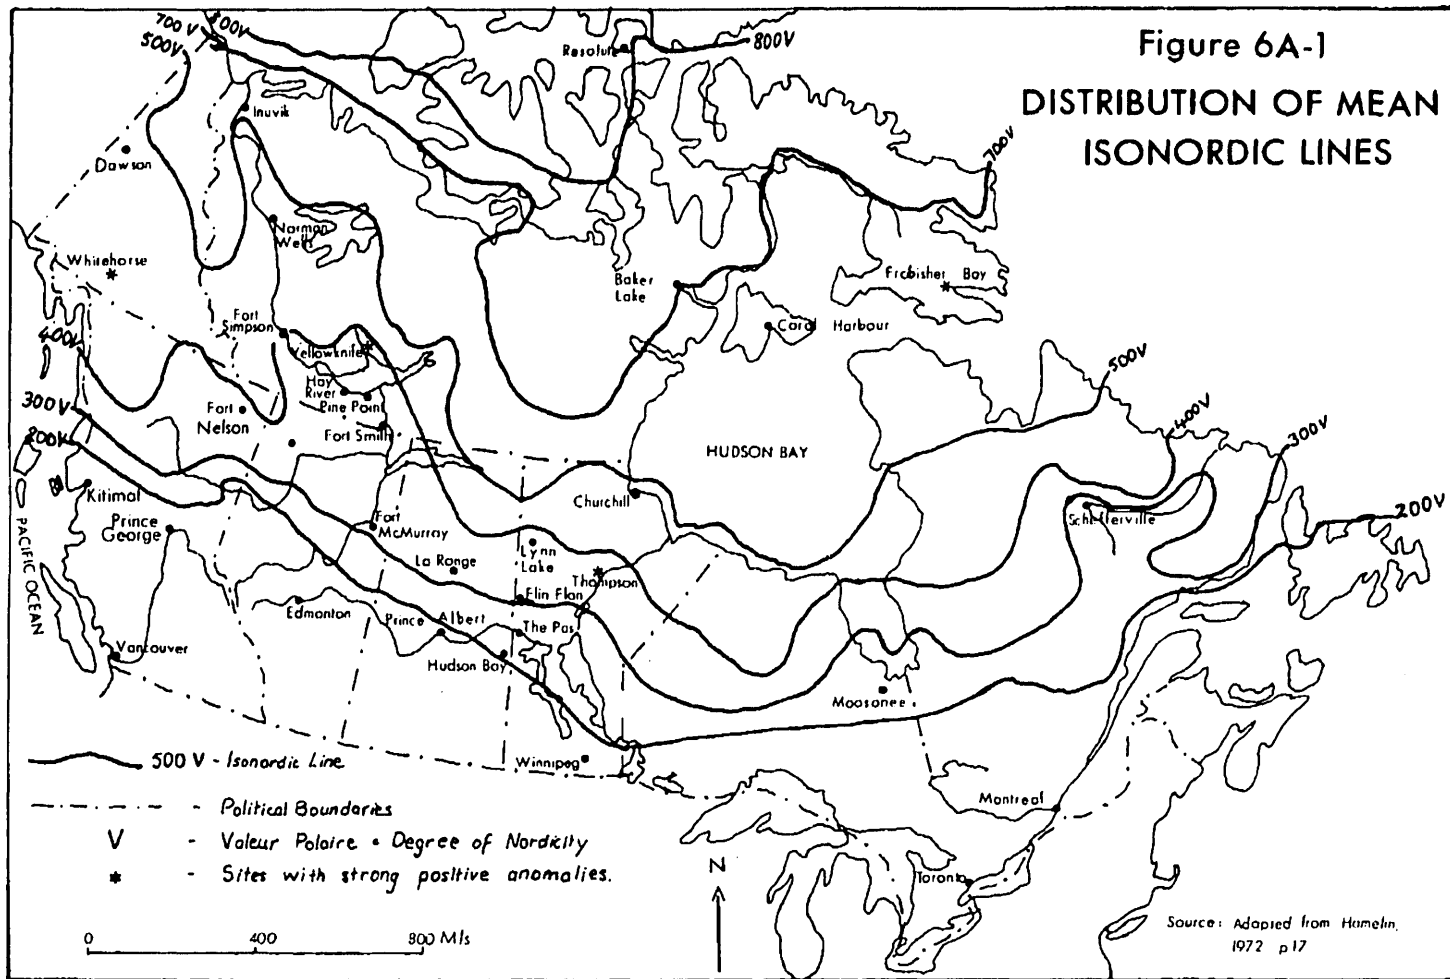 Figure 6A-1
DISTRIBUTION OF MEAN
ISONORDIC LINES
700 V
800V
500V
Resolute
800V
Inuvik
Dawson
700V
Norman
Wells
Whitehorse
Baker
Lake
Frobisher Bay
Coral Harbour
Fort
Simpson
Yellowknife
400V
500V
Hay
River
Pine Point
300V
Fort
Nelson
Fort Smith
400V
300V
200V
HUDSON BAY
Kitimat
Churchill
Schefferville
200V
Prince
George
Fort
McMurray
PACIFIC OCEAN
La Ronge
Lynn
Lake
Thompson
Flin Flan
Edmonton
Prince Albert
The Pas
Vancouver
Hudson Bay
Moosonee
500 V - Isonordic Line
Winnipeg
- Political Boundaries
Montreal
V - Valeur Polaire = Degree of Nordicity
* - Sites with strong positive anomalies.
N
Toronto
0 400 800 Mls
Source: Adapted from Hamelin,
1972 p17